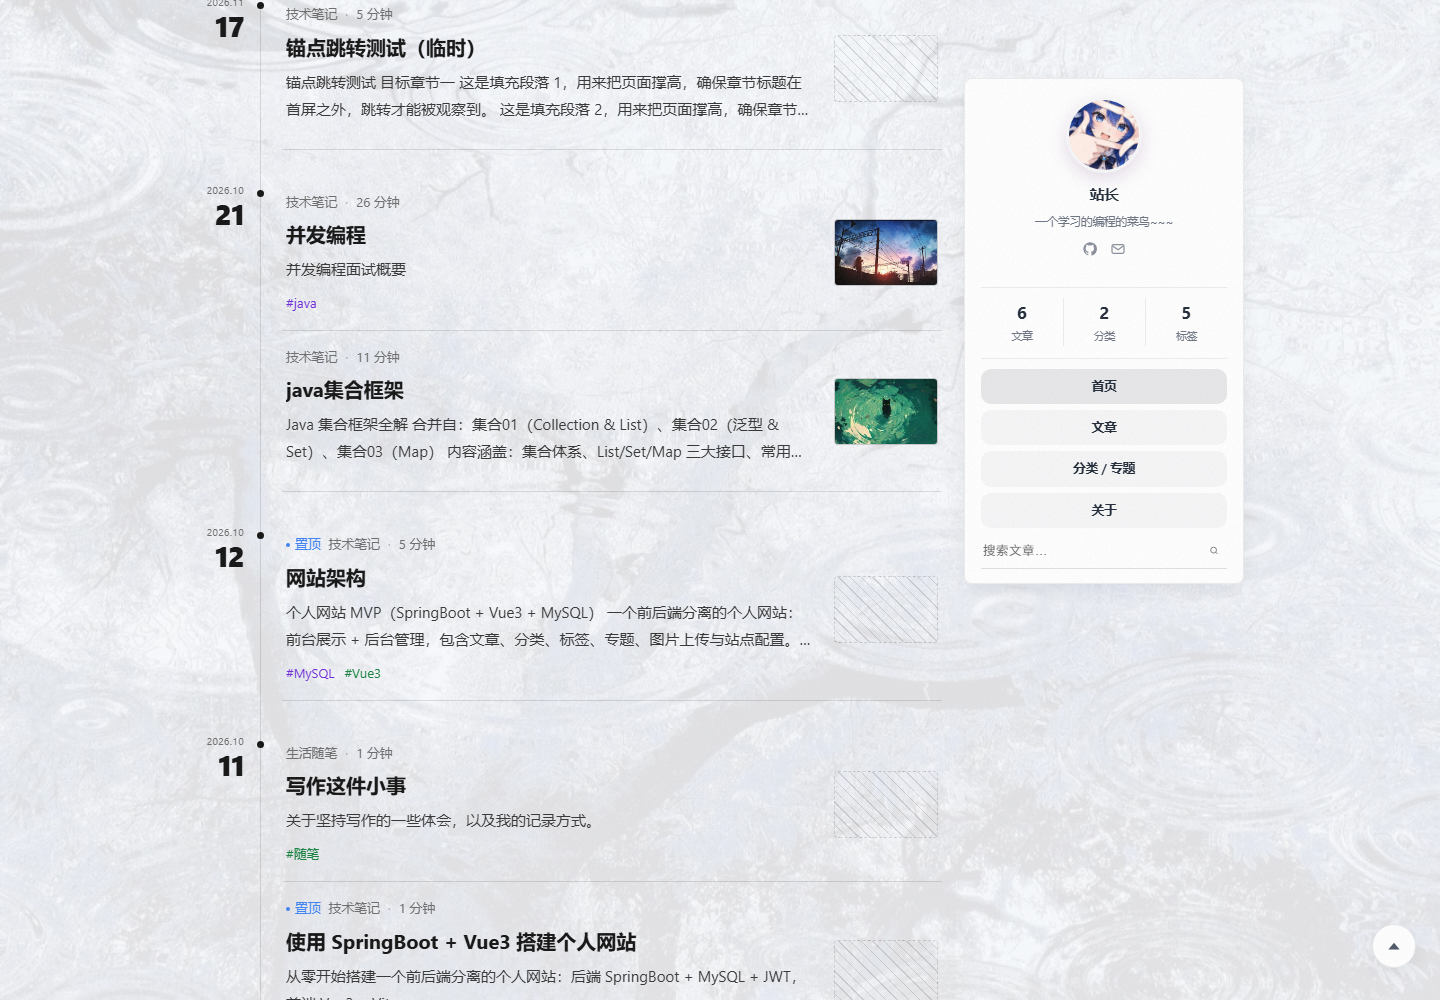 2026.11
17
技术笔记 · 5 分钟
锚点跳转测试（临时）
锚点跳转测试 目标章节一 这是填充段落 1，用来把页面撑高，确保章节标题在
首屏之外，跳转才能被观察到。 这是填充段落 2，用来把页面撑高，确保章节...
2026.10
21
技术笔记 · 26 分钟
并发编程
并发编程面试概要
#java
技术笔记 · 11 分钟
java集合框架
Java 集合框架全解 合并自：集合01（Collection & List）、集合02（泛型 &
Set）、集合03（Map） 内容涵盖：集合体系、List/Set/Map 三大接口、常用...
2026.10
12
置顶 技术笔记 · 5 分钟
网站架构
个人网站 MVP（SpringBoot + Vue3 + MySQL） 一个前后端分离的个人网站：
前台展示 + 后台管理，包含文章、分类、标签、专题、图片上传与站点配置。...
#MySQL #Vue3
2026.10
11
生活随笔 · 1 分钟
写作这件小事
关于坚持写作的一些体会，以及我的记录方式。
#随笔
置顶 技术笔记 · 1 分钟
使用 SpringBoot + Vue3 搭建个人网站
从零开始搭建一个前后端分离的个人网站：后端 SpringBoot + MySQL + JWT，
站长
一个学习的编程的菜鸟~~~
6 2 5
文章 分类 标签
首页
文章
分类 / 专题
关于
搜索文章...